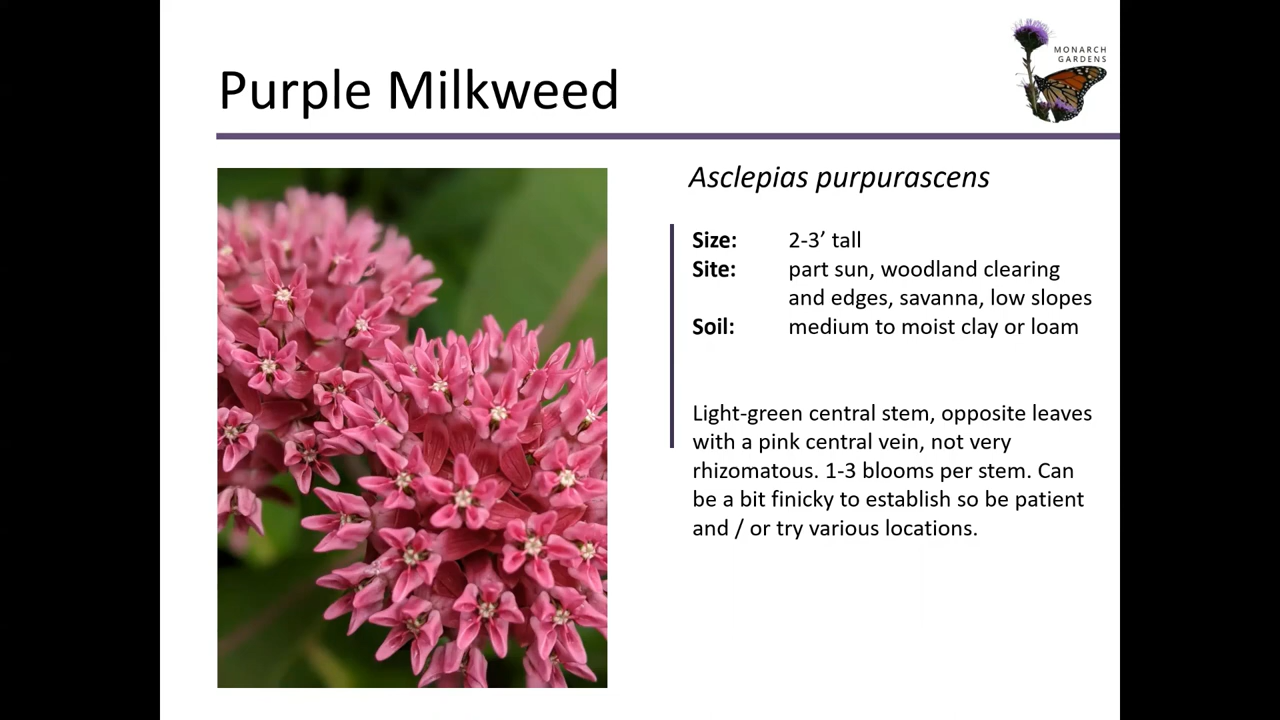 Purple Milkweed
MONARCH
GARDENS
Asclepias purpurascens
Size: 2-3’ tall
Site: part sun, woodland clearing
and edges, savanna, low slopes
Soil: medium to moist clay or loam
Light-green central stem, opposite leaves
with a pink central vein, not very
rhizomatous. 1-3 blooms per stem. Can
be a bit finicky to establish so be patient
and / or try various locations.